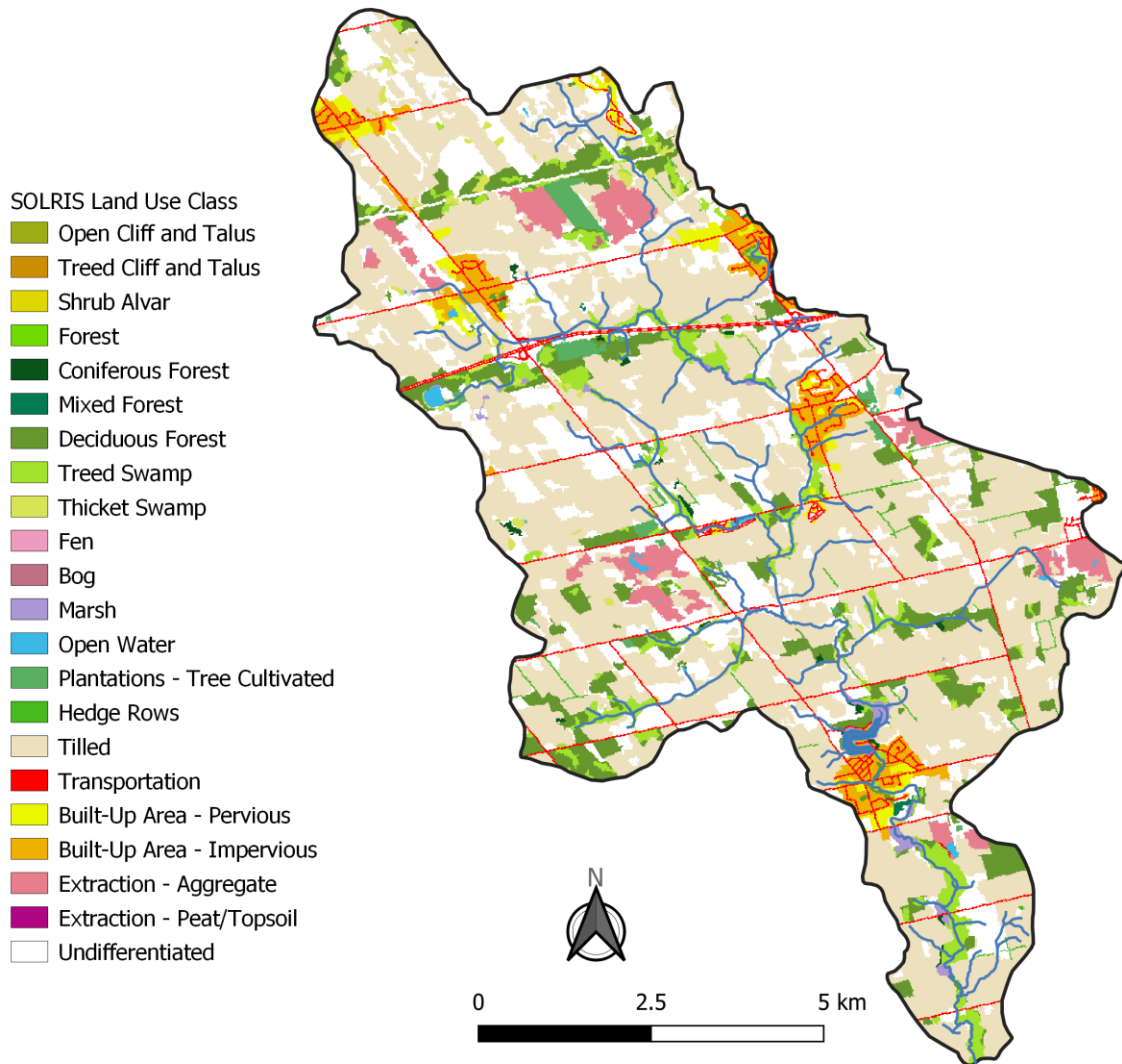 SOLRIS Land Use Class
Open Cliff and Talus
Treed Cliff and Talus
Shrub Alvar
Forest
Coniferous Forest
Mixed Forest
Deciduous Forest
Treed Swamp
Thicket Swamp
Fen
Bog
Marsh
Open Water
Plantations - Tree Cultivated
Hedge Rows
Tilled
Transportation
Built-Up Area - Pervious
Built-Up Area - Impervious
Extraction - Aggregate
Extraction - Peat/Topsoil
Undifferentiated
N
0 2.5 5 km